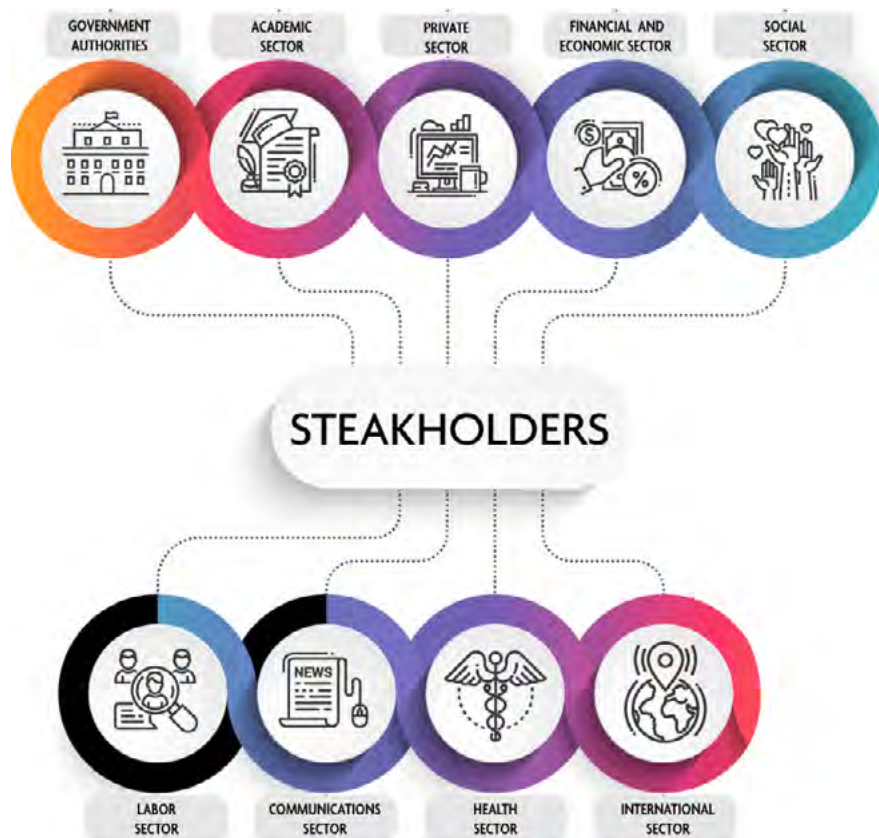 GOVERNMENT
AUTHORITIES
ACADEMIC
SECTOR
PRIVATE
SECTOR
FINANCIAL AND
ECONOMIC SECTOR
SOCIAL
SECTOR
$
%
STEAKHOLDERS
NEWS
LABOR
SECTOR
COMMUNICATIONS
SECTOR
HEALTH
SECTOR
INTERNATIONAL
SECTOR